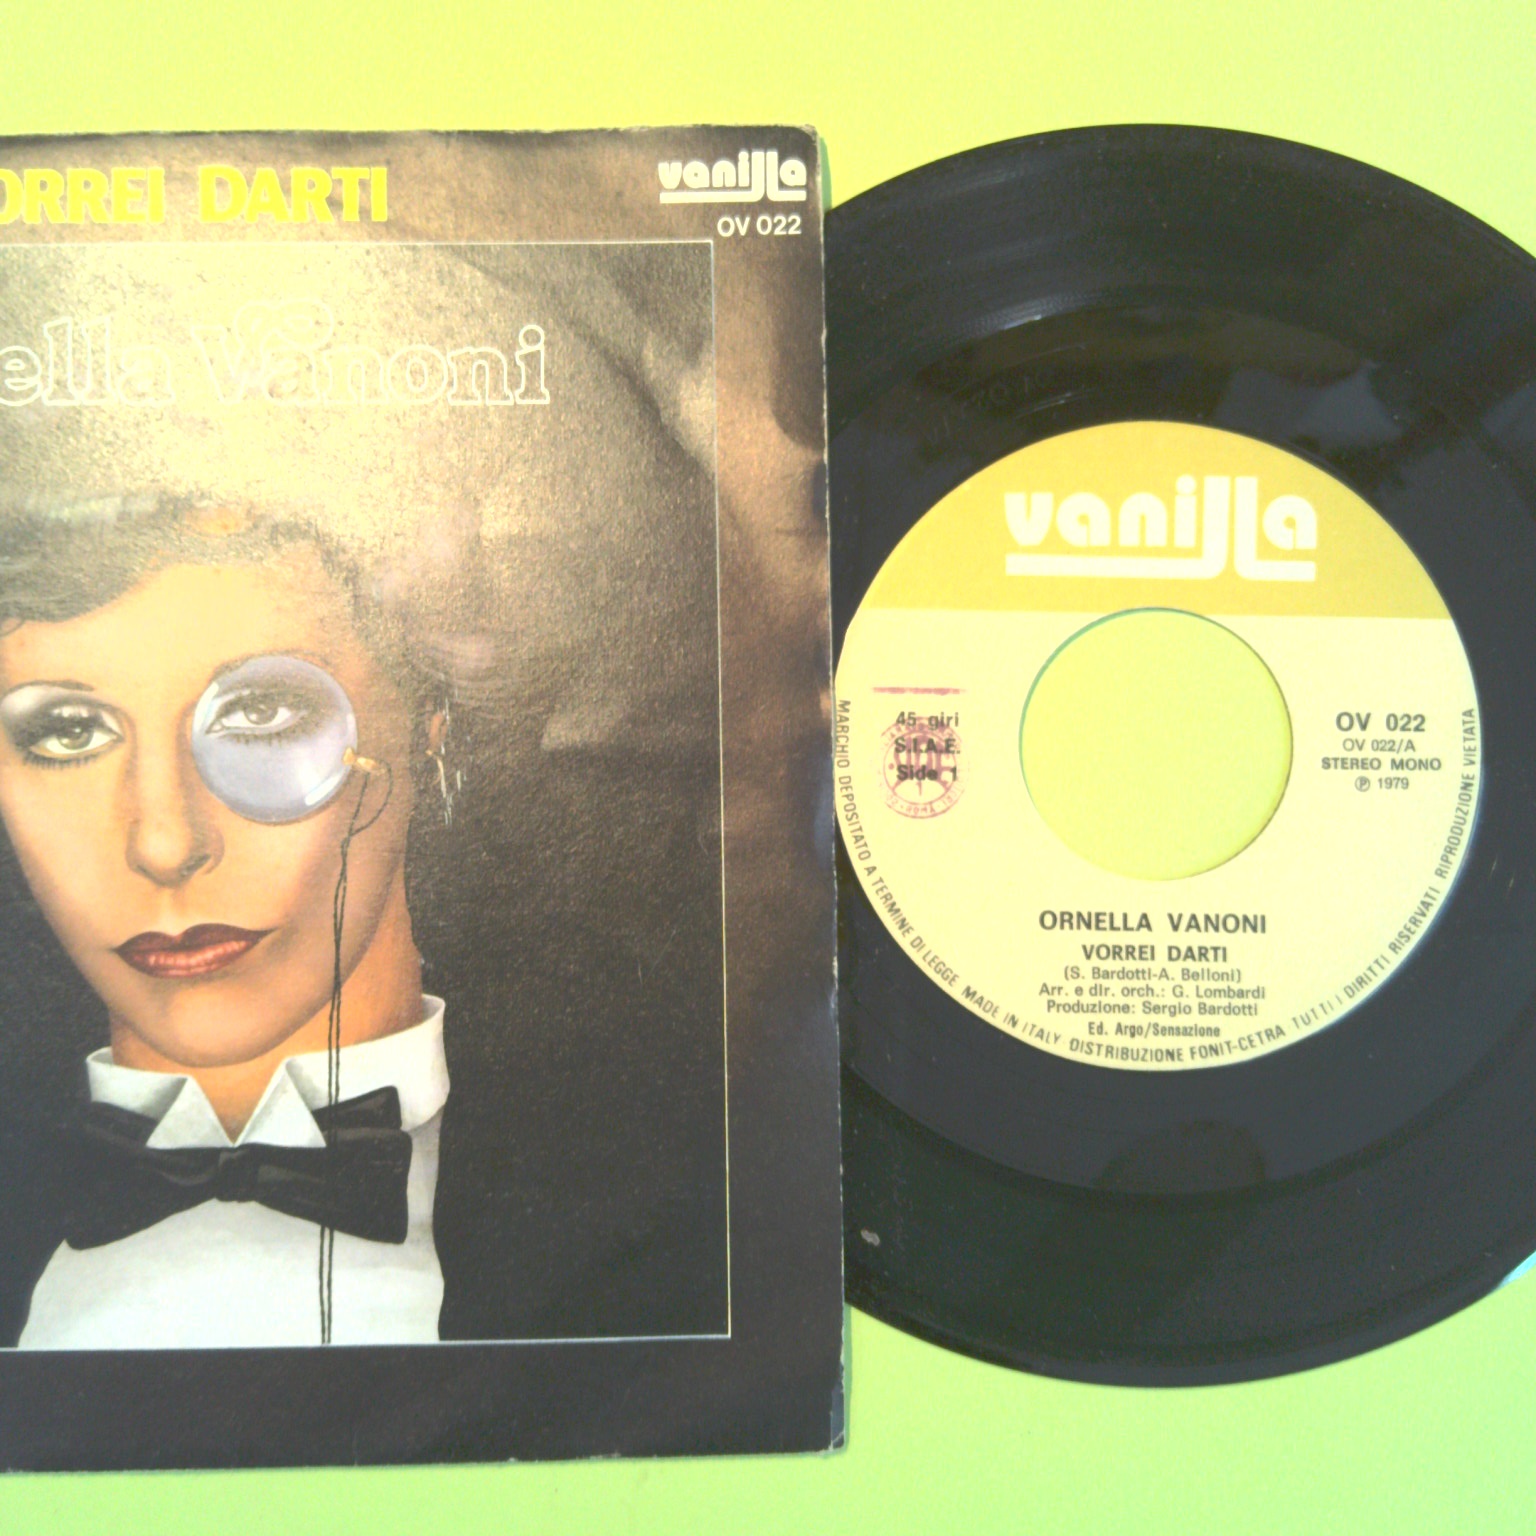 ORREI DARTI
vanilla
OV 022
ella Vanoni
vanilla
45 giri
S.I.A.E.
Side 1
OV 022
OV 022/A
STEREO MONO
℗ 1979
ORNELLA VANONI
VORREI DARTI
(S. Bardotti-A. Belloni)
Arr. e dir. orch.: G. Lombardi
Produzione: Sergio Bardotti
Ed. Argo/Sensazione
MARCHIO DEPOSITATO A TERMINE DI LEGGE MADE IN ITALY DISTRIBUZIONE FONIT-CETRA TUTTI I DIRITTI RISERVATI RIPRODUZIONE VIETATA